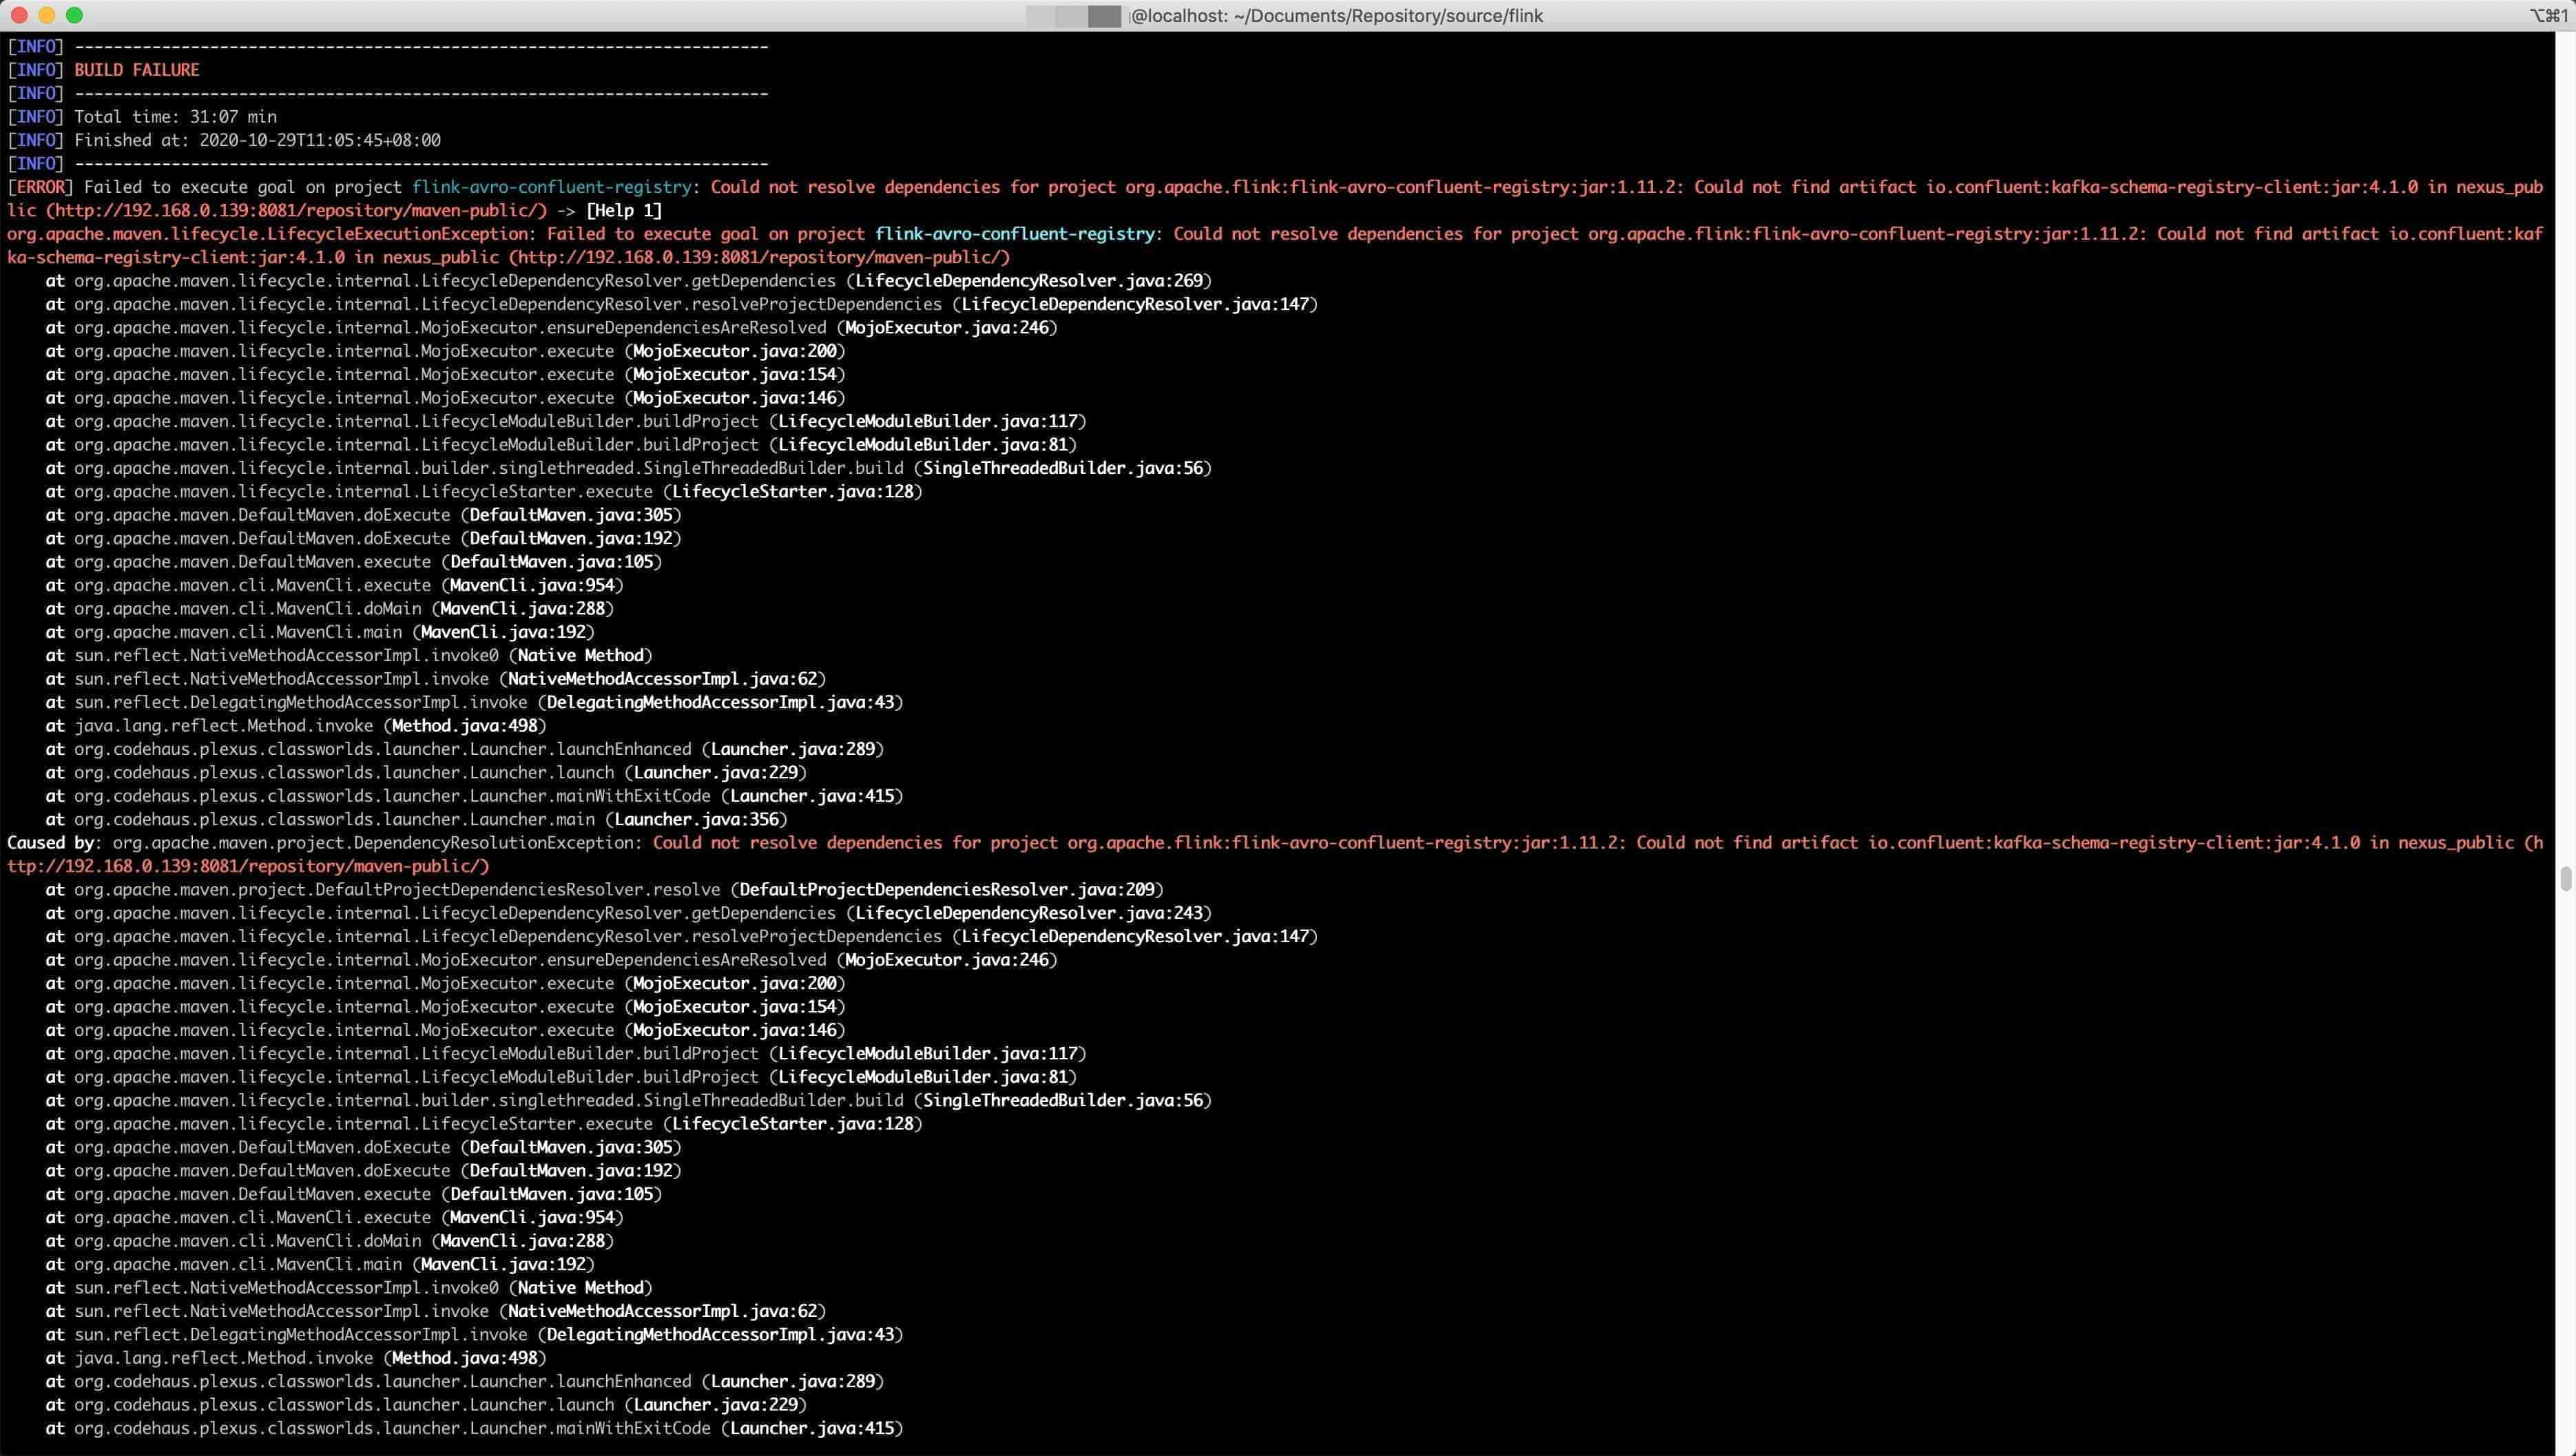 @localhost: ~/Documents/Repository/source/flink
⌥⌘1
[INFO] ------------------------------------------------------------------------
[INFO] BUILD FAILURE
[INFO] ------------------------------------------------------------------------
[INFO] Total time: 31:07 min
[INFO] Finished at: 2020-10-29T11:05:45+08:00
[INFO] ------------------------------------------------------------------------
[ERROR] Failed to execute goal on project flink-avro-confluent-registry: Could not resolve dependencies for project org.apache.flink:flink-avro-confluent-registry:jar:1.11.2: Could not find artifact io.confluent:kafka-schema-registry-client:jar:4.1.0 in nexus_pub
lic (http://192.168.0.139:8081/repository/maven-public/) -> [Help 1]
org.apache.maven.lifecycle.LifecycleExecutionException: Failed to execute goal on project flink-avro-confluent-registry: Could not resolve dependencies for project org.apache.flink:flink-avro-confluent-registry:jar:1.11.2: Could not find artifact io.confluent:kaf
ka-schema-registry-client:jar:4.1.0 in nexus_public (http://192.168.0.139:8081/repository/maven-public/)
at org.apache.maven.lifecycle.internal.LifecycleDependencyResolver.getDependencies (LifecycleDependencyResolver.java:269)
at org.apache.maven.lifecycle.internal.LifecycleDependencyResolver.resolveProjectDependencies (LifecycleDependencyResolver.java:147)
at org.apache.maven.lifecycle.internal.MojoExecutor.ensureDependenciesAreResolved (MojoExecutor.java:246)
at org.apache.maven.lifecycle.internal.MojoExecutor.execute (MojoExecutor.java:200)
at org.apache.maven.lifecycle.internal.MojoExecutor.execute (MojoExecutor.java:154)
at org.apache.maven.lifecycle.internal.MojoExecutor.execute (MojoExecutor.java:146)
at org.apache.maven.lifecycle.internal.LifecycleModuleBuilder.buildProject (LifecycleModuleBuilder.java:117)
at org.apache.maven.lifecycle.internal.LifecycleModuleBuilder.buildProject (LifecycleModuleBuilder.java:81)
at org.apache.maven.lifecycle.internal.builder.singlethreaded.SingleThreadedBuilder.build (SingleThreadedBuilder.java:56)
at org.apache.maven.lifecycle.internal.LifecycleStarter.execute (LifecycleStarter.java:128)
at org.apache.maven.DefaultMaven.doExecute (DefaultMaven.java:305)
at org.apache.maven.DefaultMaven.doExecute (DefaultMaven.java:192)
at org.apache.maven.DefaultMaven.execute (DefaultMaven.java:105)
at org.apache.maven.cli.MavenCli.execute (MavenCli.java:954)
at org.apache.maven.cli.MavenCli.doMain (MavenCli.java:288)
at org.apache.maven.cli.MavenCli.main (MavenCli.java:192)
at sun.reflect.NativeMethodAccessorImpl.invoke0 (Native Method)
at sun.reflect.NativeMethodAccessorImpl.invoke (NativeMethodAccessorImpl.java:62)
at sun.reflect.DelegatingMethodAccessorImpl.invoke (DelegatingMethodAccessorImpl.java:43)
at java.lang.reflect.Method.invoke (Method.java:498)
at org.codehaus.plexus.classworlds.launcher.Launcher.launchEnhanced (Launcher.java:289)
at org.codehaus.plexus.classworlds.launcher.Launcher.launch (Launcher.java:229)
at org.codehaus.plexus.classworlds.launcher.Launcher.mainWithExitCode (Launcher.java:415)
at org.codehaus.plexus.classworlds.launcher.Launcher.main (Launcher.java:356)
Caused by: org.apache.maven.project.DependencyResolutionException: Could not resolve dependencies for project org.apache.flink:flink-avro-confluent-registry:jar:1.11.2: Could not find artifact io.confluent:kafka-schema-registry-client:jar:4.1.0 in nexus_public (h
ttp://192.168.0.139:8081/repository/maven-public/)
at org.apache.maven.project.DefaultProjectDependenciesResolver.resolve (DefaultProjectDependenciesResolver.java:209)
at org.apache.maven.lifecycle.internal.LifecycleDependencyResolver.getDependencies (LifecycleDependencyResolver.java:243)
at org.apache.maven.lifecycle.internal.LifecycleDependencyResolver.resolveProjectDependencies (LifecycleDependencyResolver.java:147)
at org.apache.maven.lifecycle.internal.MojoExecutor.ensureDependenciesAreResolved (MojoExecutor.java:246)
at org.apache.maven.lifecycle.internal.MojoExecutor.execute (MojoExecutor.java:200)
at org.apache.maven.lifecycle.internal.MojoExecutor.execute (MojoExecutor.java:154)
at org.apache.maven.lifecycle.internal.MojoExecutor.execute (MojoExecutor.java:146)
at org.apache.maven.lifecycle.internal.LifecycleModuleBuilder.buildProject (LifecycleModuleBuilder.java:117)
at org.apache.maven.lifecycle.internal.LifecycleModuleBuilder.buildProject (LifecycleModuleBuilder.java:81)
at org.apache.maven.lifecycle.internal.builder.singlethreaded.SingleThreadedBuilder.build (SingleThreadedBuilder.java:56)
at org.apache.maven.lifecycle.internal.LifecycleStarter.execute (LifecycleStarter.java:128)
at org.apache.maven.DefaultMaven.doExecute (DefaultMaven.java:305)
at org.apache.maven.DefaultMaven.doExecute (DefaultMaven.java:192)
at org.apache.maven.DefaultMaven.execute (DefaultMaven.java:105)
at org.apache.maven.cli.MavenCli.execute (MavenCli.java:954)
at org.apache.maven.cli.MavenCli.doMain (MavenCli.java:288)
at org.apache.maven.cli.MavenCli.main (MavenCli.java:192)
at sun.reflect.NativeMethodAccessorImpl.invoke0 (Native Method)
at sun.reflect.NativeMethodAccessorImpl.invoke (NativeMethodAccessorImpl.java:62)
at sun.reflect.DelegatingMethodAccessorImpl.invoke (DelegatingMethodAccessorImpl.java:43)
at java.lang.reflect.Method.invoke (Method.java:498)
at org.codehaus.plexus.classworlds.launcher.Launcher.launchEnhanced (Launcher.java:289)
at org.codehaus.plexus.classworlds.launcher.Launcher.launch (Launcher.java:229)
at org.codehaus.plexus.classworlds.launcher.Launcher.mainWithExitCode (Launcher.java:415)